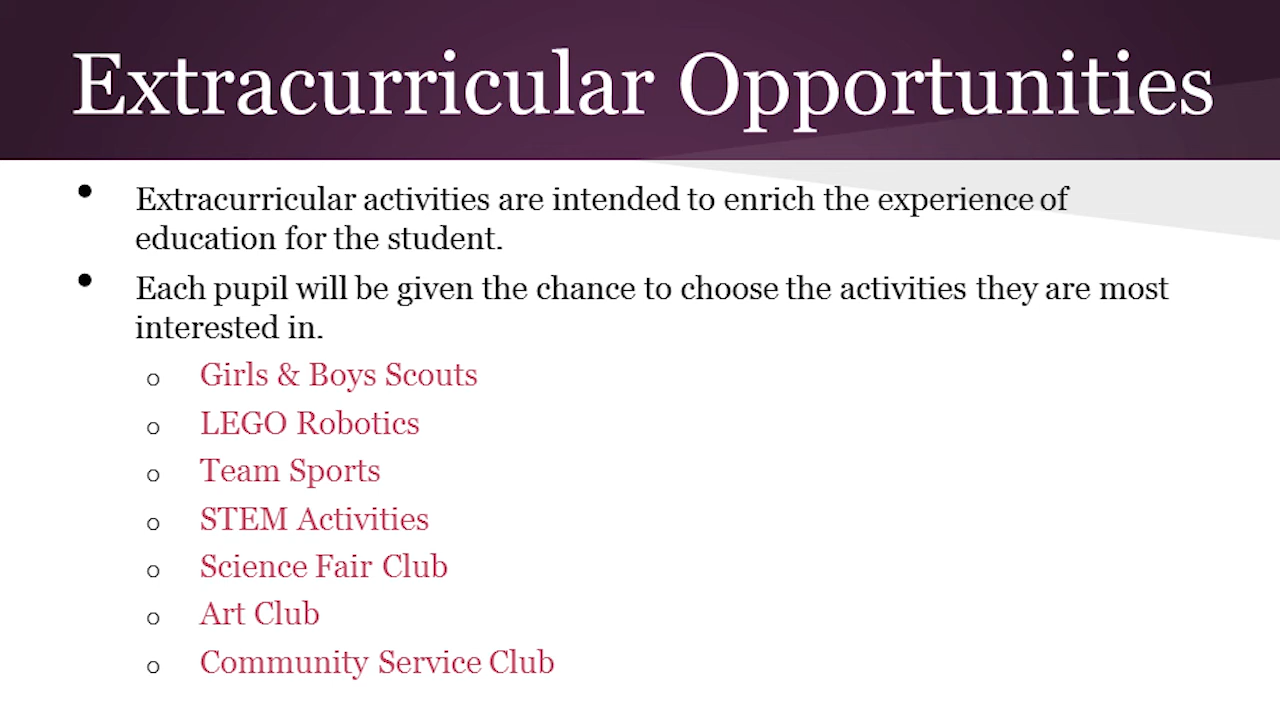 Extracurricular Opportunities
• Extracurricular activities are intended to enrich the experience of
education for the student.
• Each pupil will be given the chance to choose the activities they are most
interested in.
o Girls & Boys Scouts
o LEGO Robotics
o Team Sports
o STEM Activities
o Science Fair Club
o Art Club
o Community Service Club